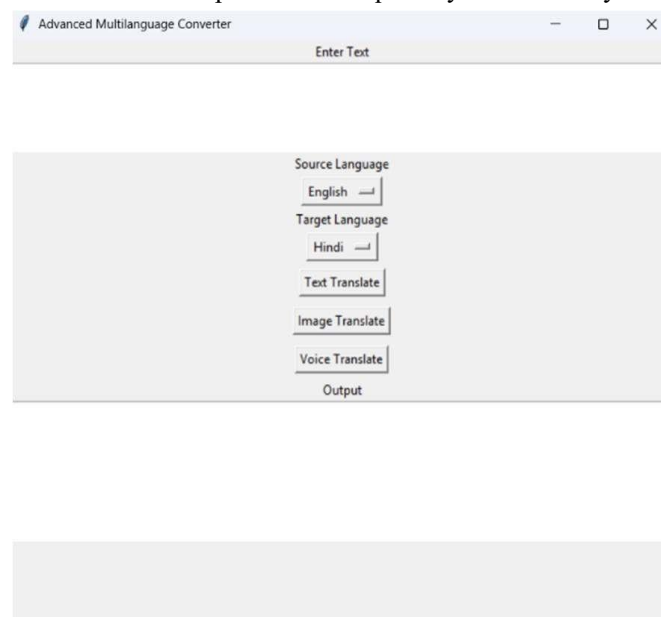 Advanced Multilanguage Converter
Enter Text
Source Language
English
Target Language
Hindi
Text Translate
Image Translate
Voice Translate
Output